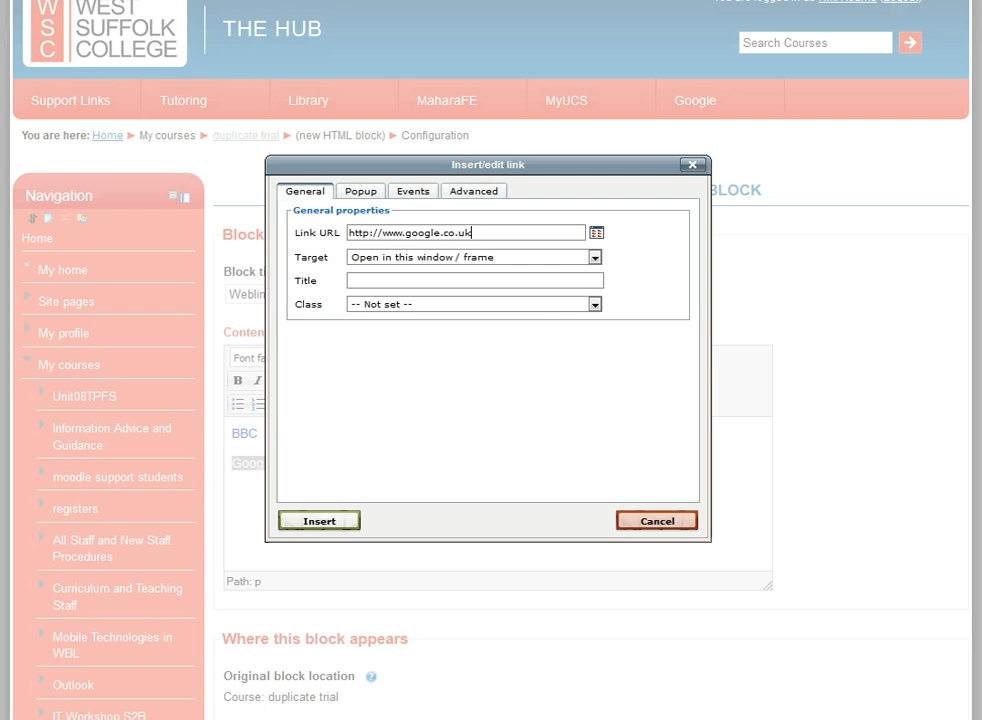 WSC
WEST
SUFFOLK
COLLEGE
THE HUB
Search Courses
Support Links
Tutoring
Library
MaharaFE
MyUCS
Google
You are here: Home ► My courses ► duplicate trial ► (new HTML block) ► Configuration
Insert/edit link
General
Popup
Events
Advanced
General properties
Link URL
http://www.google.co.uk
Target
Open in this window / frame
Title
Class
-- Not set --
Insert
Cancel
Navigation
Home
My home
Site pages
My profile
My courses
Unit08TPFS
Information Advice and
Guidance
moodle support students
registers
All Staff and New Staff
Procedures
Curriculum and Teaching
Staff
Mobile Technologies in
WBL
Outlook
IT Workshop S2B
BLOCK
Block
Block ti
Weblin
Conten
Font fa
B I
BBC
Goog
Path: p
Where this block appears
Original block location
Course: duplicate trial